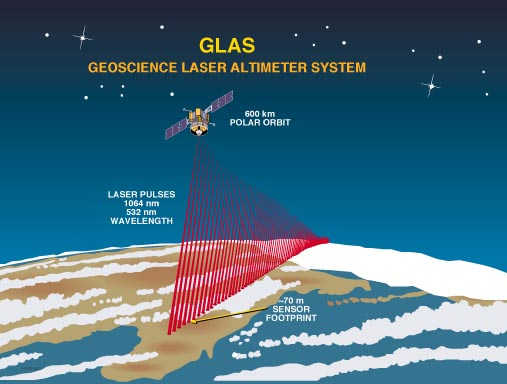 GLAS
GEOSCIENCE LASER ALTIMETER SYSTEM
600 km
POLAR ORBIT
LASER PULSES
1064 nm
532 nm
WAVELENGTH
~70 m
SENSOR
FOOTPRINT